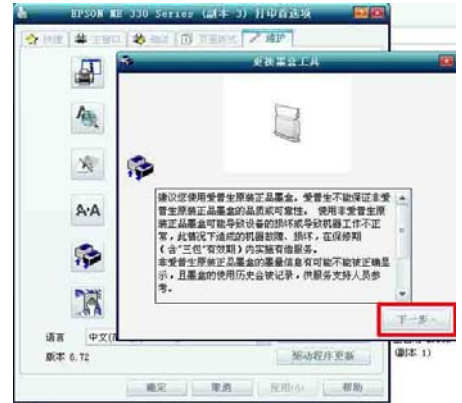 EPSON ME 330 Series (副本 3) 打印首选项
快捷
主窗口
页面版式
维护
更换墨盒工具
A·A
建议您使用爱普生原装正品墨盒。爱普生不能保证非爱
普生原装正品墨盒的品质或可靠性。 使用非爱普生原
装正品墨盒可能导致设备的损坏或导致机器工作不正
常，此情况下造成的机器故障、损坏，在保修期
（含"三包"有效期）内实施有偿服务。
非爱普生原装正品墨盒的墨量信息有可能不能被正确显
示，且墨盒的使用历史会被记录，供服务支持人员参
考。
下一步
语言
中文(
版本 6.72
驱动程序更新
(副本 1)
确定
取消
应用(A)
帮助